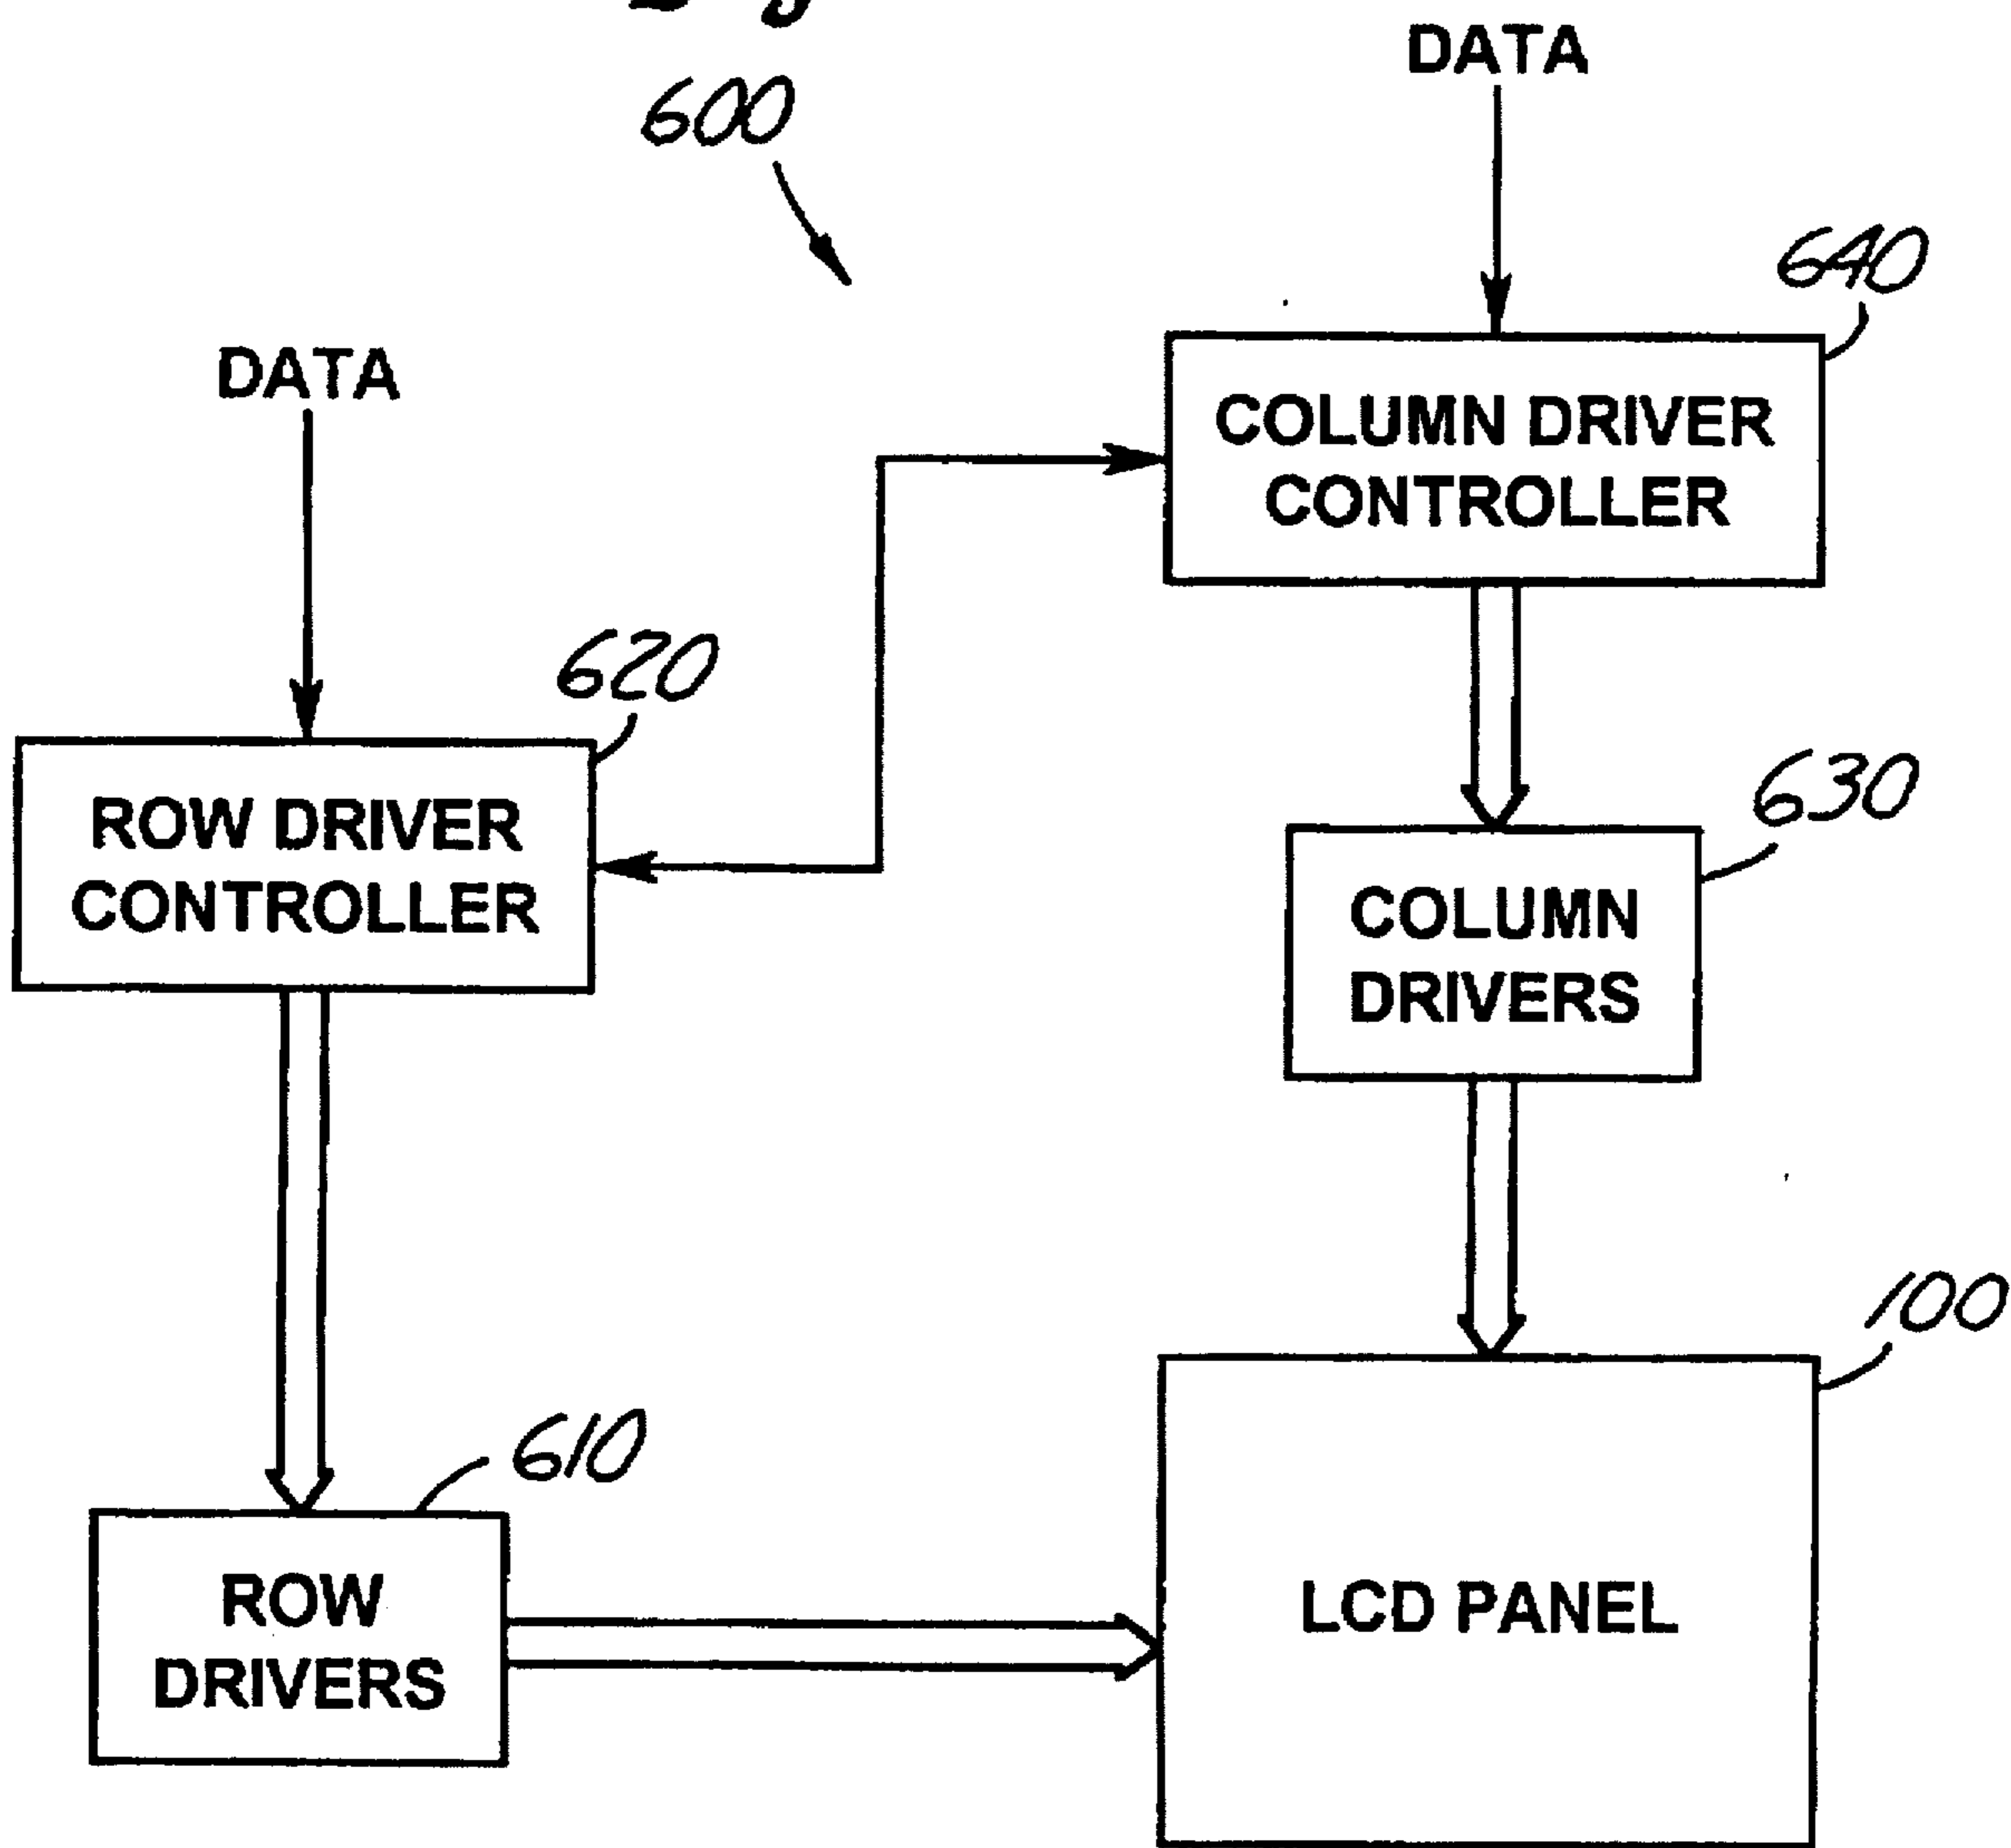 600
DATA
640
DATA
COLUMN DRIVER
CONTROLLER
620
630
ROW DRIVER
CONTROLLER
COLUMN
DRIVERS
100
610
ROW
DRIVERS
LCD PANEL